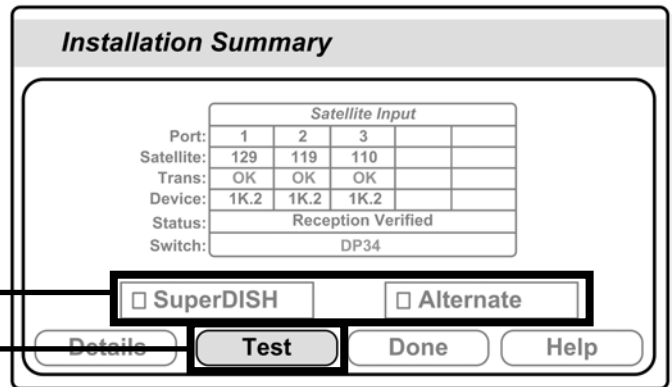 Installation Summary
Satellite Input
Port: 1 2 3
Satellite: 129 119 110
Trans: OK OK OK
Device: 1K.2 1K.2 1K.2
Status: Reception Verified
Switch: DP34
SuperDISH Alternate
Details Test Done Help